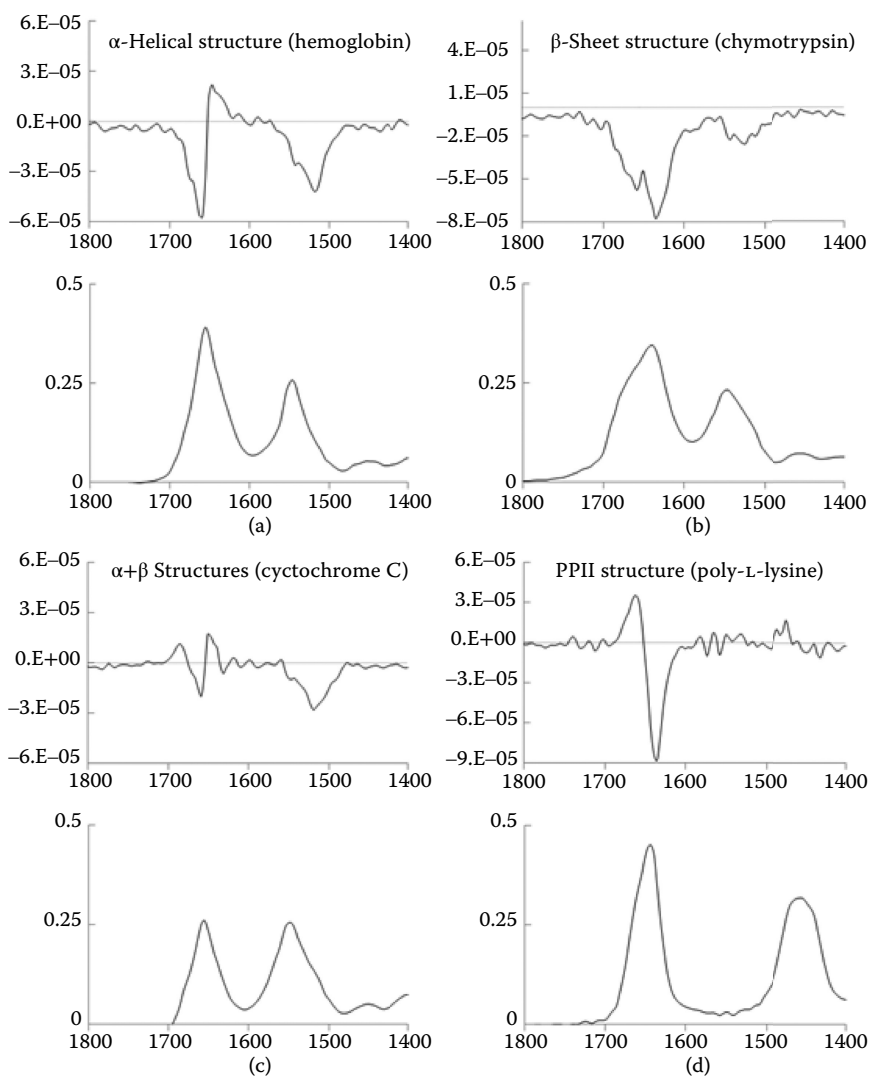 α-Helical structure (hemoglobin)
6.E–05
3.E–05
0.E+00
–3.E–05
–6.E–05
1800 1700 1600 1500 1400
0.5
0.25
0
1800 1700 1600 1500 1400
(a)
β-Sheet structure (chymotrypsin)
4.E–05
1.E–05
–2.E–05
–5.E–05
–8.E–05
1800 1700 1600 1500 1400
0.5
0.25
0
1800 1700 1600 1500 1400
(b)
α+β Structures (cyctochrome C)
6.E–05
3.E–05
0.E+00
–3.E–05
–6.E–05
1800 1700 1600 1500 1400
0.5
0.25
0
1800 1700 1600 1500 1400
(c)
PPII structure (poly-ʟ-lysine)
6.E–05
3.E–05
0.E+00
–3.E–05
–6.E–05
–9.E–05
1800 1700 1600 1500 1400
0.5
0.25
0
1800 1700 1600 1500 1400
(d)